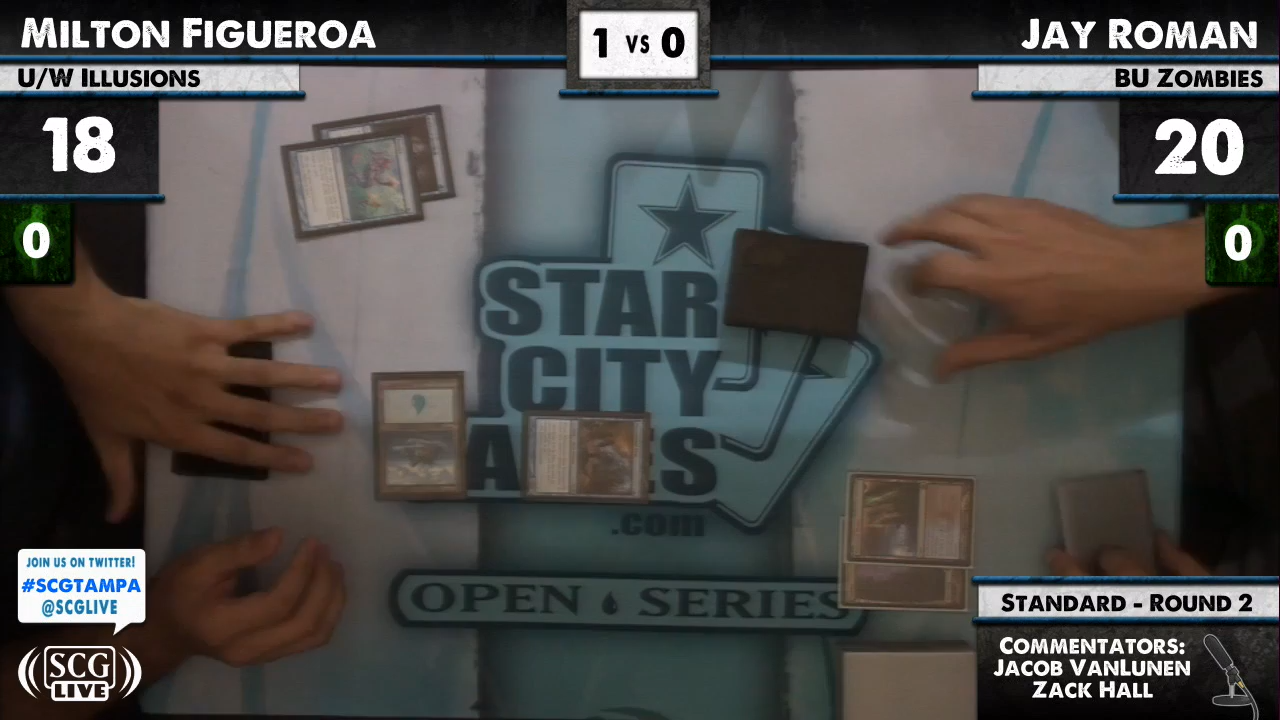 MILTON FIGUEROA
1 VS 0
JAY ROMAN
U/W ILLUSIONS
BU ZOMBIES
18
20
0
0
STAR
CITY
.com
OPEN SERIES
JOIN US ON TWITTER!
#SCGTAMPA
@SCGLIVE
SCG
LIVE
STANDARD - ROUND 2
COMMENTATORS:
JACOB VANLUNEN
ZACK HALL